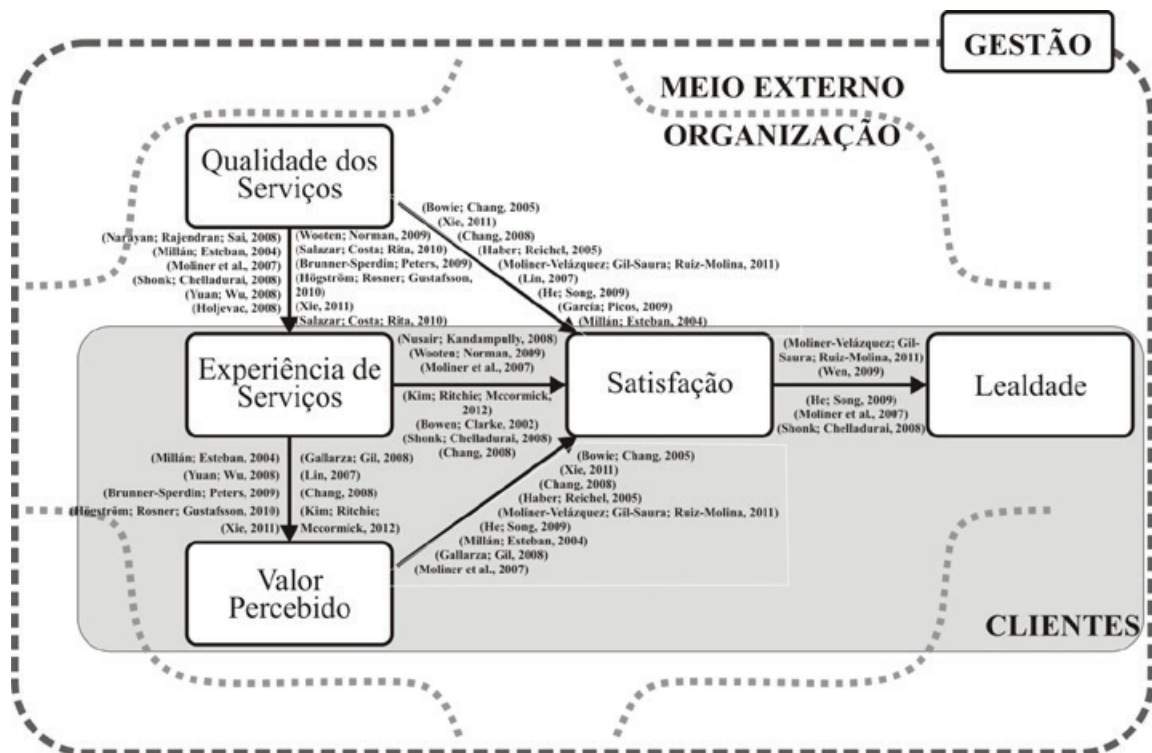 GESTÃO
MEIO EXTERNO
ORGANIZAÇÃO
Qualidade dos
Serviços
(Bowie; Chang, 2005)
(Xie, 2011)
(Chang, 2008)
(Haber; Reichel, 2005)
(Moliner-Velázquez; Gil-Saura; Ruiz-Molina, 2011)
(Lin, 2007)
(He; Song, 2009)
(García; Picos, 2009)
(Millán; Esteban, 2004)
(Narayan; Rajendran; Sai, 2008)
(Millán; Esteban, 2004)
(Moliner et al., 2007)
(Shonk; Chelladurai, 2008)
(Yuan; Wu, 2008)
(Holjevac, 2008)
(Wooten; Norman, 2009)
(Salazar; Costa; Rita, 2010)
(Brunner-Sperdin; Peters, 2009)
(Högström; Rosner; Gustafsson,
2010)
(Xie, 2011)
(Salazar; Costa; Rita, 2010)
Experiência de
Serviços
(Nusair; Kandampully, 2008)
(Wooten; Norman, 2009)
(Moliner et al., 2007)
(Kim; Ritchie; Mccormick,
2012)
(Bowen; Clarke, 2002)
(Shonk; Chelladurai, 2008)
(Chang, 2008)
Satisfação
(Moliner-Velázquez; Gil-
Saura; Ruiz-Molina, 2011)
(Wen, 2009)
(He; Song, 2009)
(Moliner et al., 2007)
(Shonk; Chelladurai, 2008)
Lealdade
(Millán; Esteban, 2004)
(Yuan; Wu, 2008)
(Brunner-Sperdin; Peters, 2009)
(Högström; Rosner; Gustafsson, 2010)
(Xie, 2011)
(Gallarza; Gil, 2008)
(Lin, 2007)
(Chang, 2008)
(Kim; Ritchie;
Mccormick, 2012)
(Bowie; Chang, 2005)
(Xie, 2011)
(Chang, 2008)
(Haber; Reichel, 2005)
(Moliner-Velázquez; Gil-Saura; Ruiz-Molina, 2011)
(He; Song, 2009)
(Millán; Esteban, 2004)
(Gallarza; Gil, 2008)
(Moliner et al., 2007)
Valor
Percebido
CLIENTES